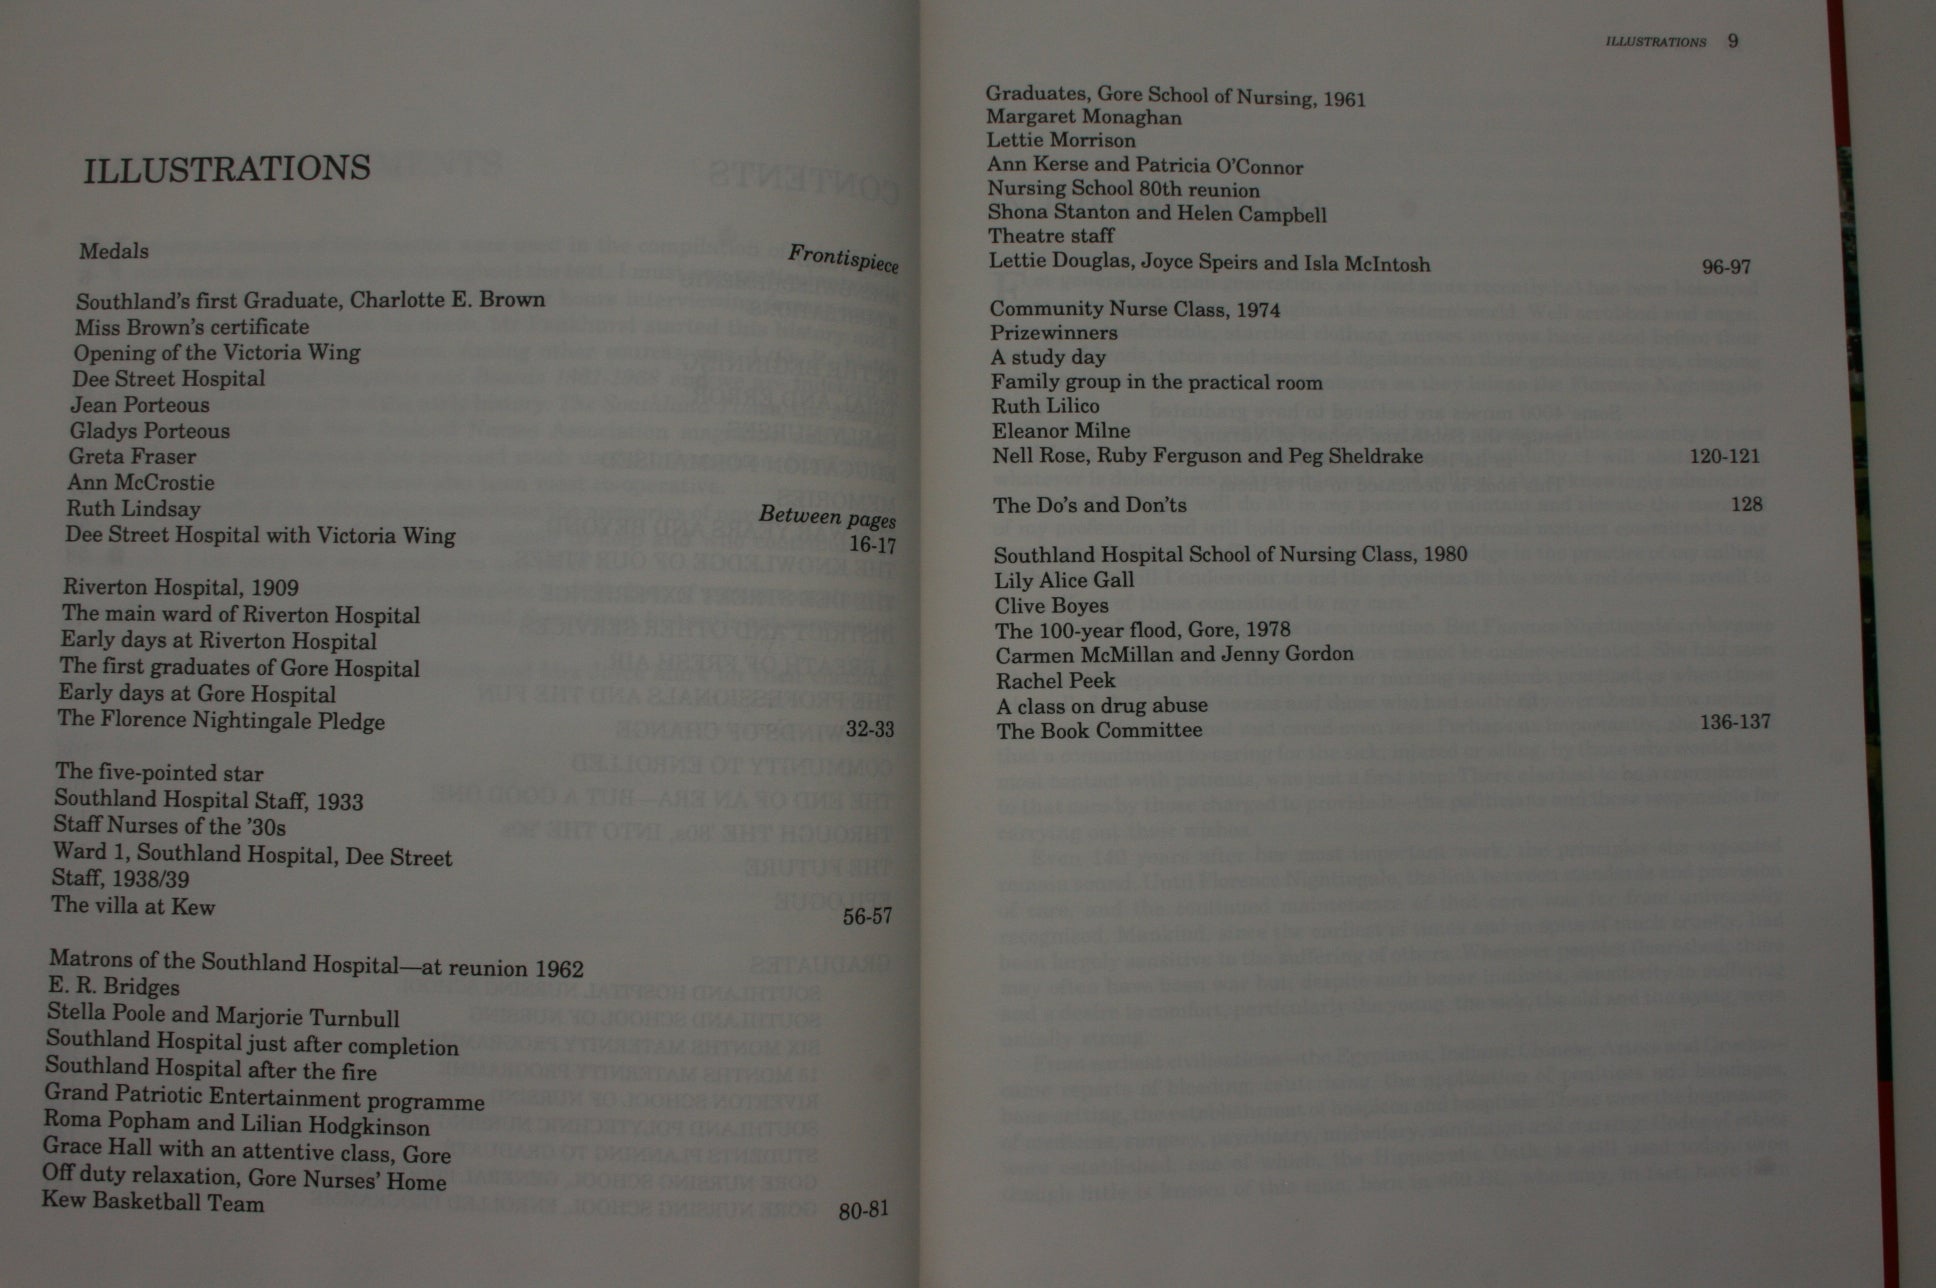 ILLUSTRATIONS
Medals Frontispiece
Southland's first Graduate, Charlotte E. Brown
Miss Brown's certificate
Opening of the Victoria Wing
Dee Street Hospital
Jean Porteous
Gladys Porteous
Greta Fraser
Ann McCrostie
Ruth Lindsay Between pages
Dee Street Hospital with Victoria Wing 16-17
Riverton Hospital, 1909
The main ward of Riverton Hospital
Early days at Riverton Hospital
The first graduates of Gore Hospital
Early days at Gore Hospital
The Florence Nightingale Pledge 32-33
The five-pointed star
Southland Hospital Staff, 1933
Staff Nurses of the '30s
Ward 1, Southland Hospital, Dee Street
Staff, 1938/39
The villa at Kew 56-57
Matrons of the Southland Hospital—at reunion 1962
E. R. Bridges
Stella Poole and Marjorie Turnbull
Southland Hospital just after completion
Southland Hospital after the fire
Grand Patriotic Entertainment programme
Roma Popham and Lilian Hodgkinson
Grace Hall with an attentive class, Gore
Off duty relaxation, Gore Nurses' Home
Kew Basketball Team 80-81
ILLUSTRATIONS 9
Graduates, Gore School of Nursing, 1961
Margaret Monaghan
Lettie Morrison
Ann Kerse and Patricia O'Connor
Nursing School 80th reunion
Shona Stanton and Helen Campbell
Theatre staff
Lettie Douglas, Joyce Speirs and Isla McIntosh 96-97
Community Nurse Class, 1974
Prizewinners
A study day
Family group in the practical room
Ruth Lilico
Eleanor Milne
Nell Rose, Ruby Ferguson and Peg Sheldrake 120-121
The Do's and Don'ts 128
Southland Hospital School of Nursing Class, 1980
Lily Alice Gall
Clive Boyes
The 100-year flood, Gore, 1978
Carmen McMillan and Jenny Gordon
Rachel Peek
A class on drug abuse
The Book Committee 136-137